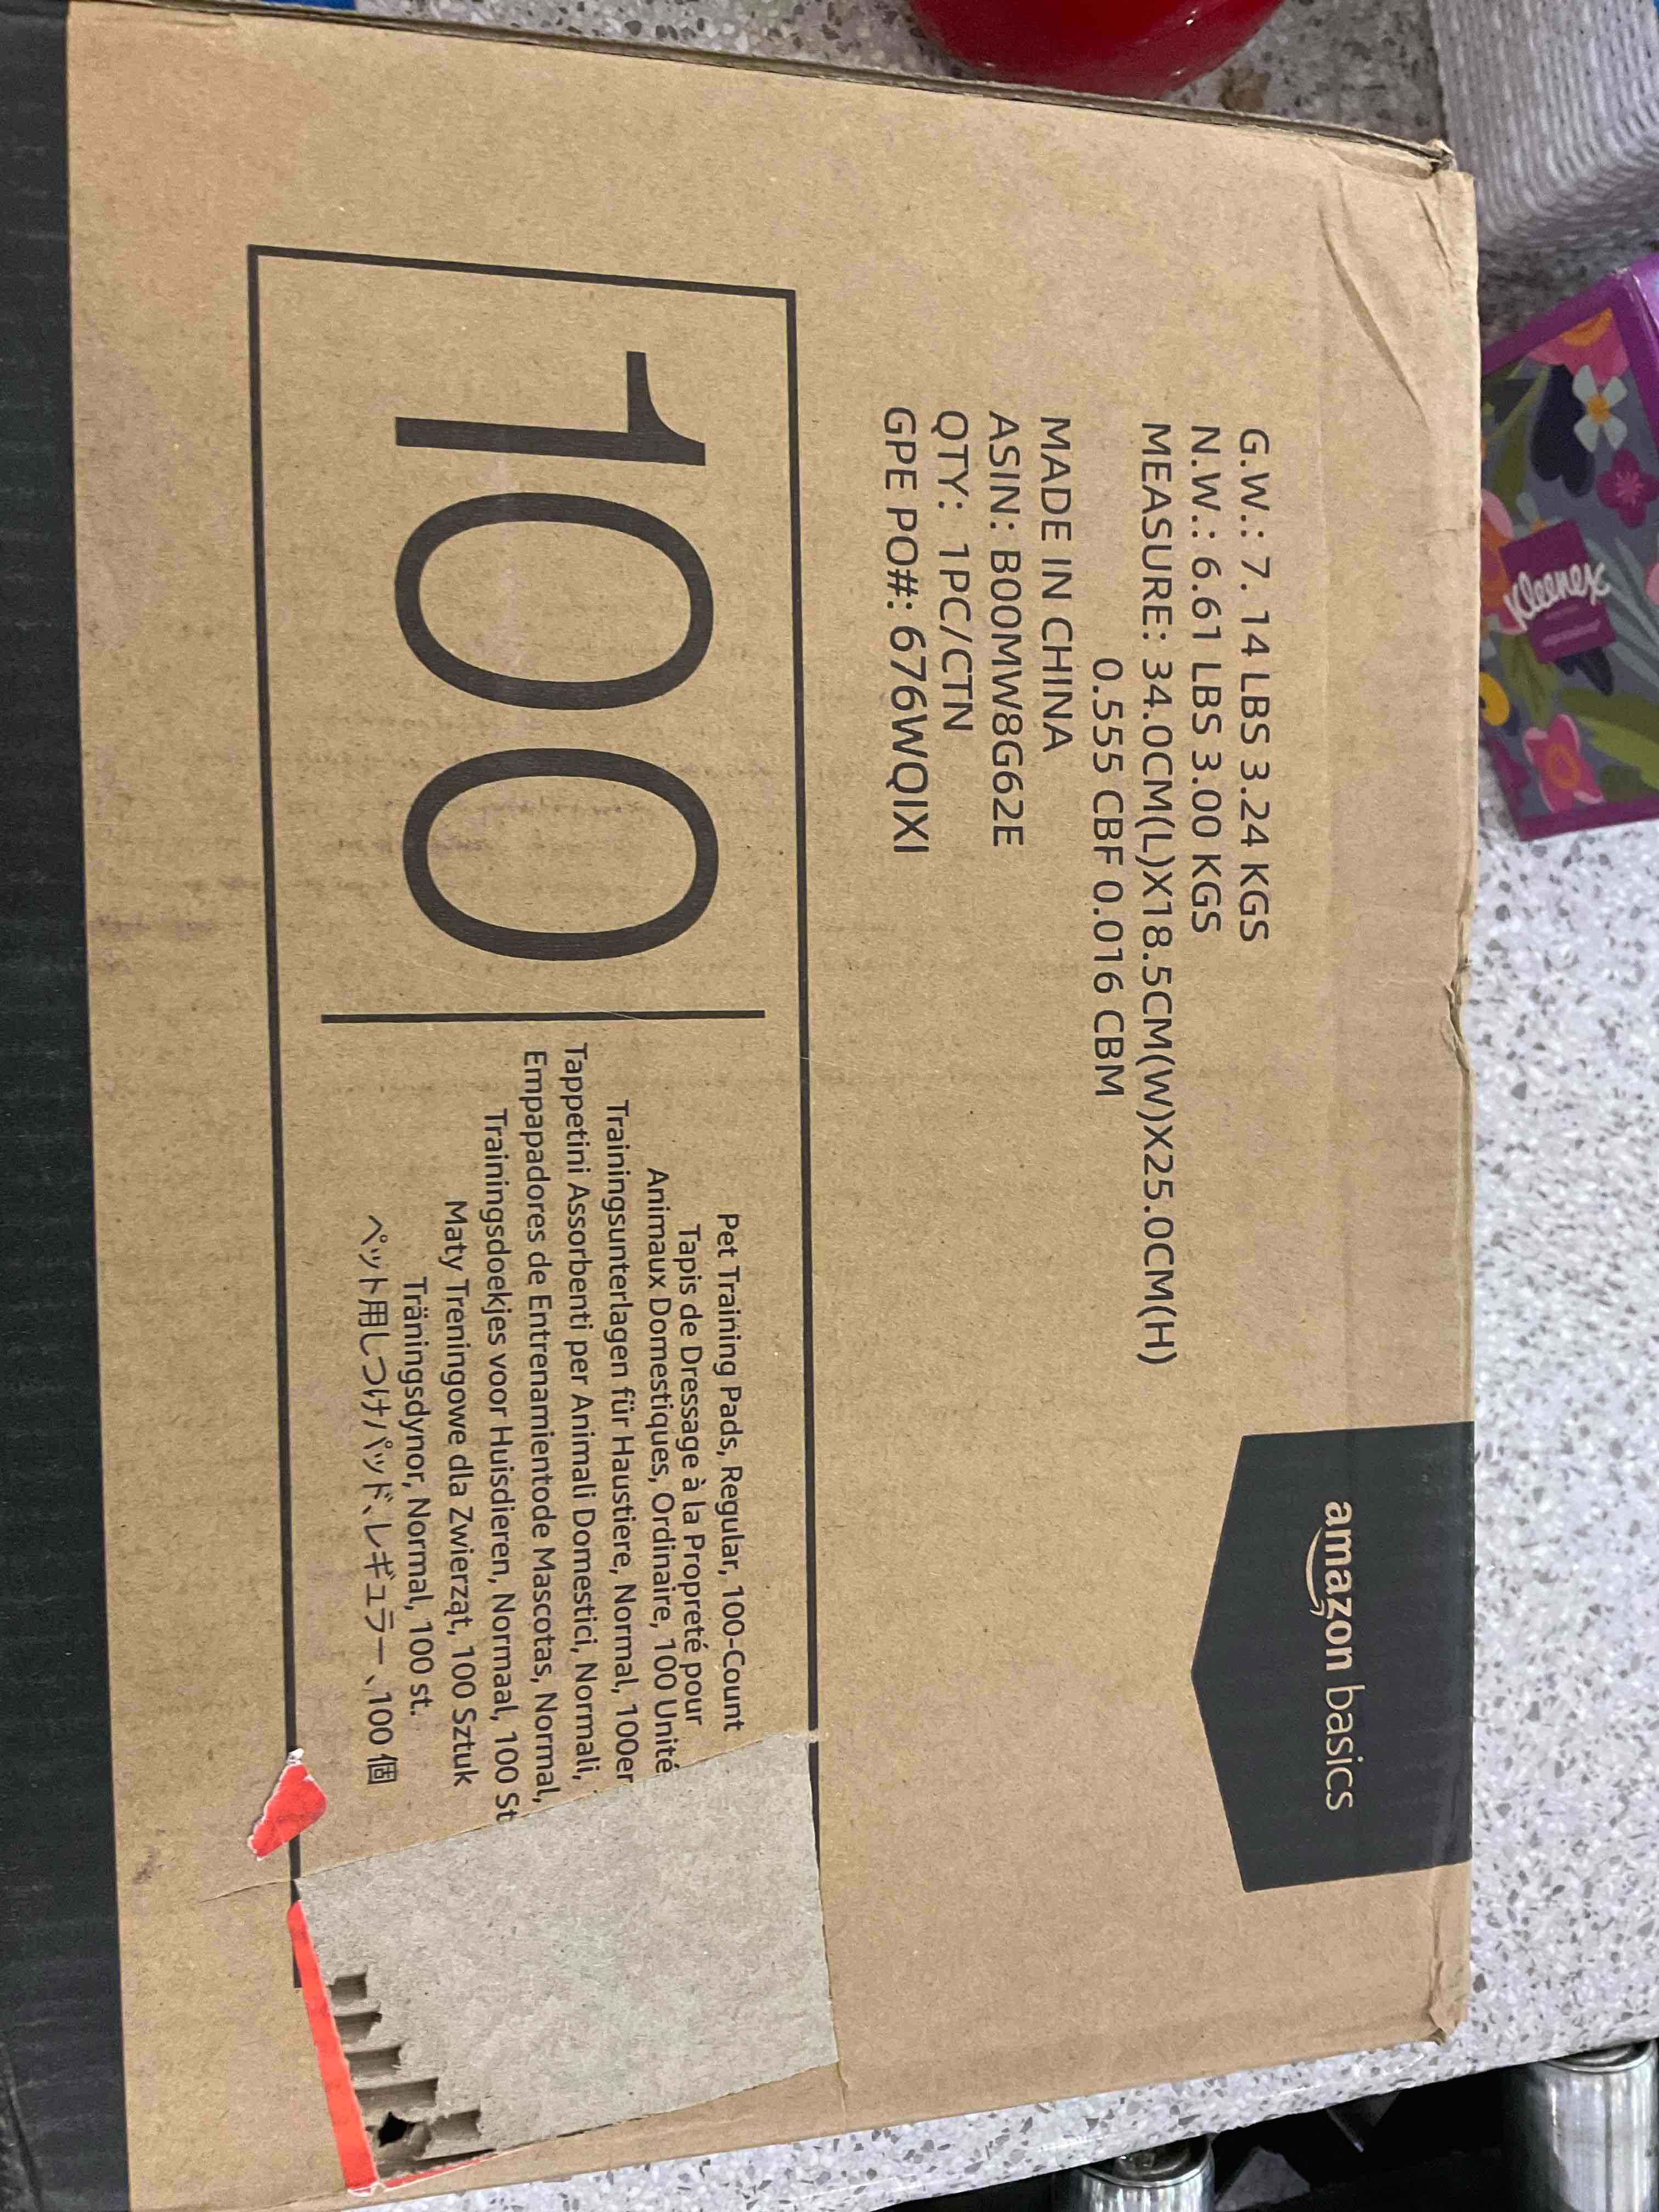 amazon basics
G.W.: 7. 14 LBS 3.24 KGS
N.W.: 6.61 LBS 3.00 KGS
MEASURE: 34.0CM(L)X18.5CM(W)X25.0CM(H)
0.555 CBF 0.016 CBM
MADE IN CHINA
ASIN: B00MW8G62E
QTY: 1PC/CTN
GPE PO#: 676WQIXI
100
Pet Training Pads, Regular, 100-Count
Tapis de Dressage à la Propreté pour
Animaux Domestiques, Ordinaire, 100 Unité
Trainingsunterlagen für Haustiere, Normal, 100er
Tappetini Assorbenti per Animali Domestici, Normali,
Empapadores de Entrenamientode Mascotas, Normal,
Trainingsdoekjes voor Huisdieren, Normaal, 100 St
Maty Treningowe dla Zwierząt, 100 Sztuk
Träningsdynor, Normal, 100 st.
ペット用しつけパッド、レギュラー、100 個
Kleenex